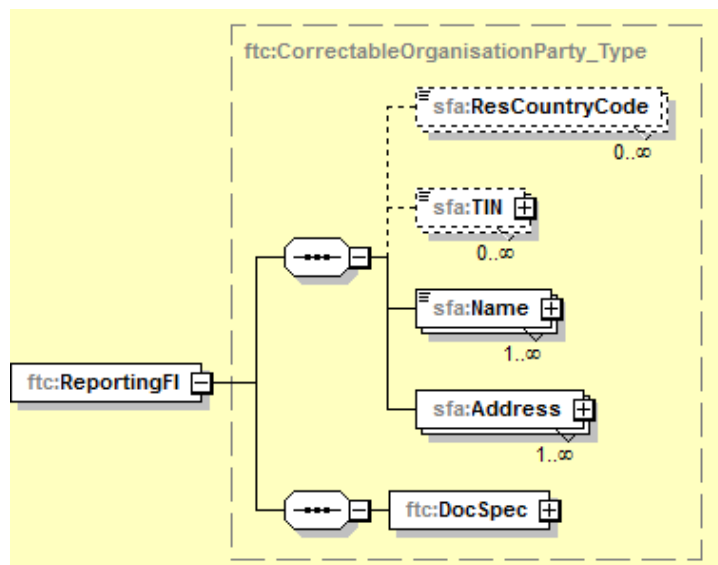 ftc:CorrectableOrganisationParty_Type
sfa:ResCountryCode
0..∞
sfa:TIN
0..∞
sfa:Name
1..∞
ftc:ReportingFI
sfa:Address
1..∞
ftc:DocSpec